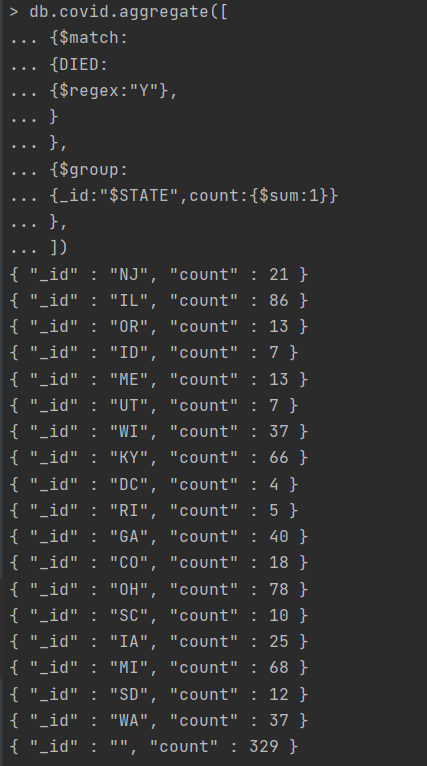 > db.covid.aggregate([
... {$match:
... {DIED:
... {$regex:"Y"},
... }
... },
... {$group:
... {_id:"$STATE",count:{$sum:1}}
... },
... ])
{ "_id" : "NJ", "count" : 21 }
{ "_id" : "IL", "count" : 86 }
{ "_id" : "OR", "count" : 13 }
{ "_id" : "ID", "count" : 7 }
{ "_id" : "ME", "count" : 13 }
{ "_id" : "UT", "count" : 7 }
{ "_id" : "WI", "count" : 37 }
{ "_id" : "KY", "count" : 66 }
{ "_id" : "DC", "count" : 4 }
{ "_id" : "RI", "count" : 5 }
{ "_id" : "GA", "count" : 40 }
{ "_id" : "CO", "count" : 18 }
{ "_id" : "OH", "count" : 78 }
{ "_id" : "SC", "count" : 10 }
{ "_id" : "IA", "count" : 25 }
{ "_id" : "MI", "count" : 68 }
{ "_id" : "SD", "count" : 12 }
{ "_id" : "WA", "count" : 37 }
{ "_id" : "", "count" : 329 }